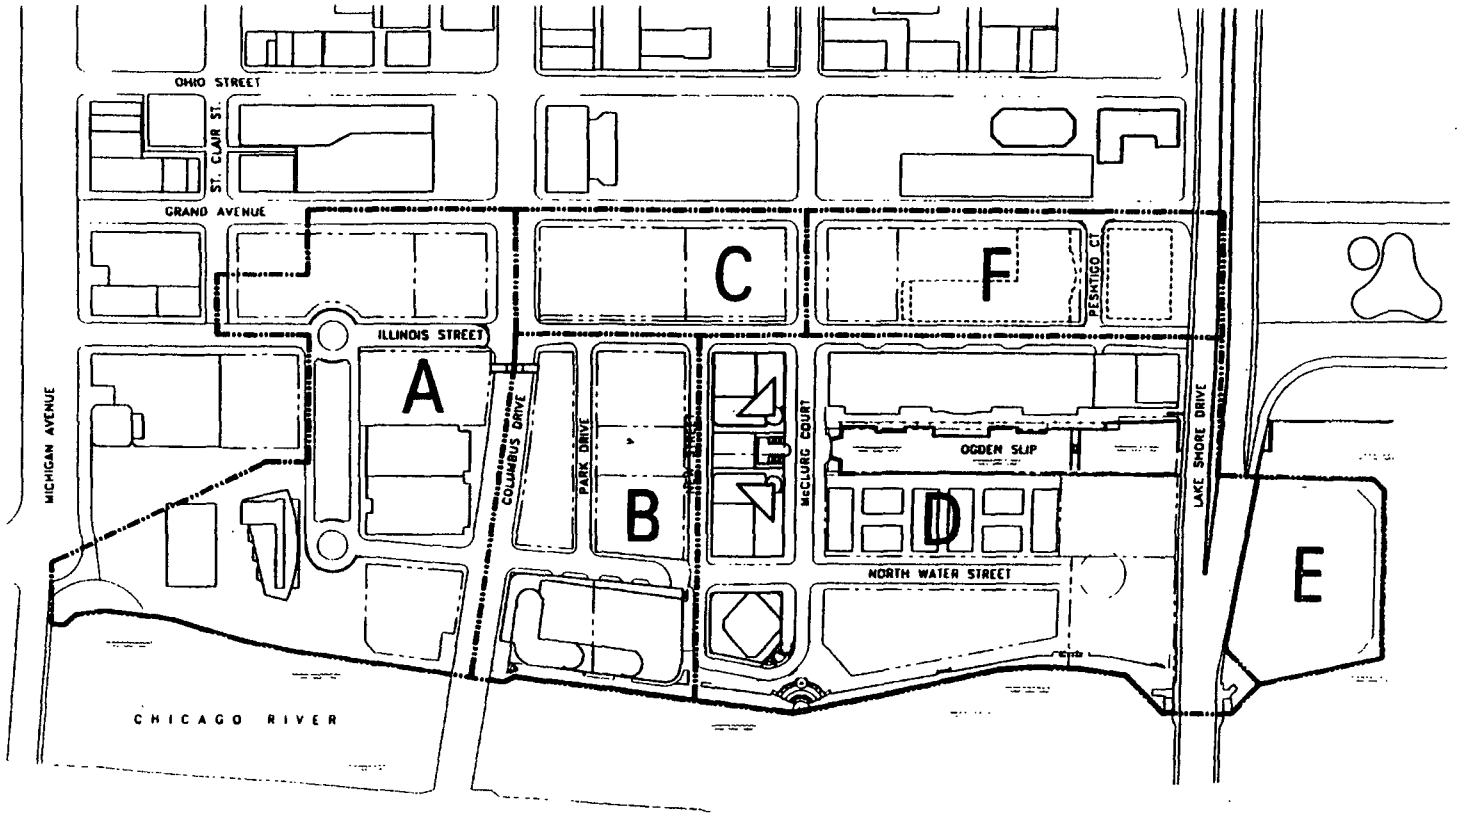 OHIO STREET
ST. CLAIR ST.
GRAND AVENUE
C
F
PESHTIGO CT
ILLINOIS STREET
A
MICHIGAN AVENUE
COLUMBUS DRIVE
PARK DRIVE
STREET
McCLURG COURT
OGDEN SLIP
LAKE SHORE DRIVE
B
D
NORTH WATER STREET
E
CHICAGO RIVER